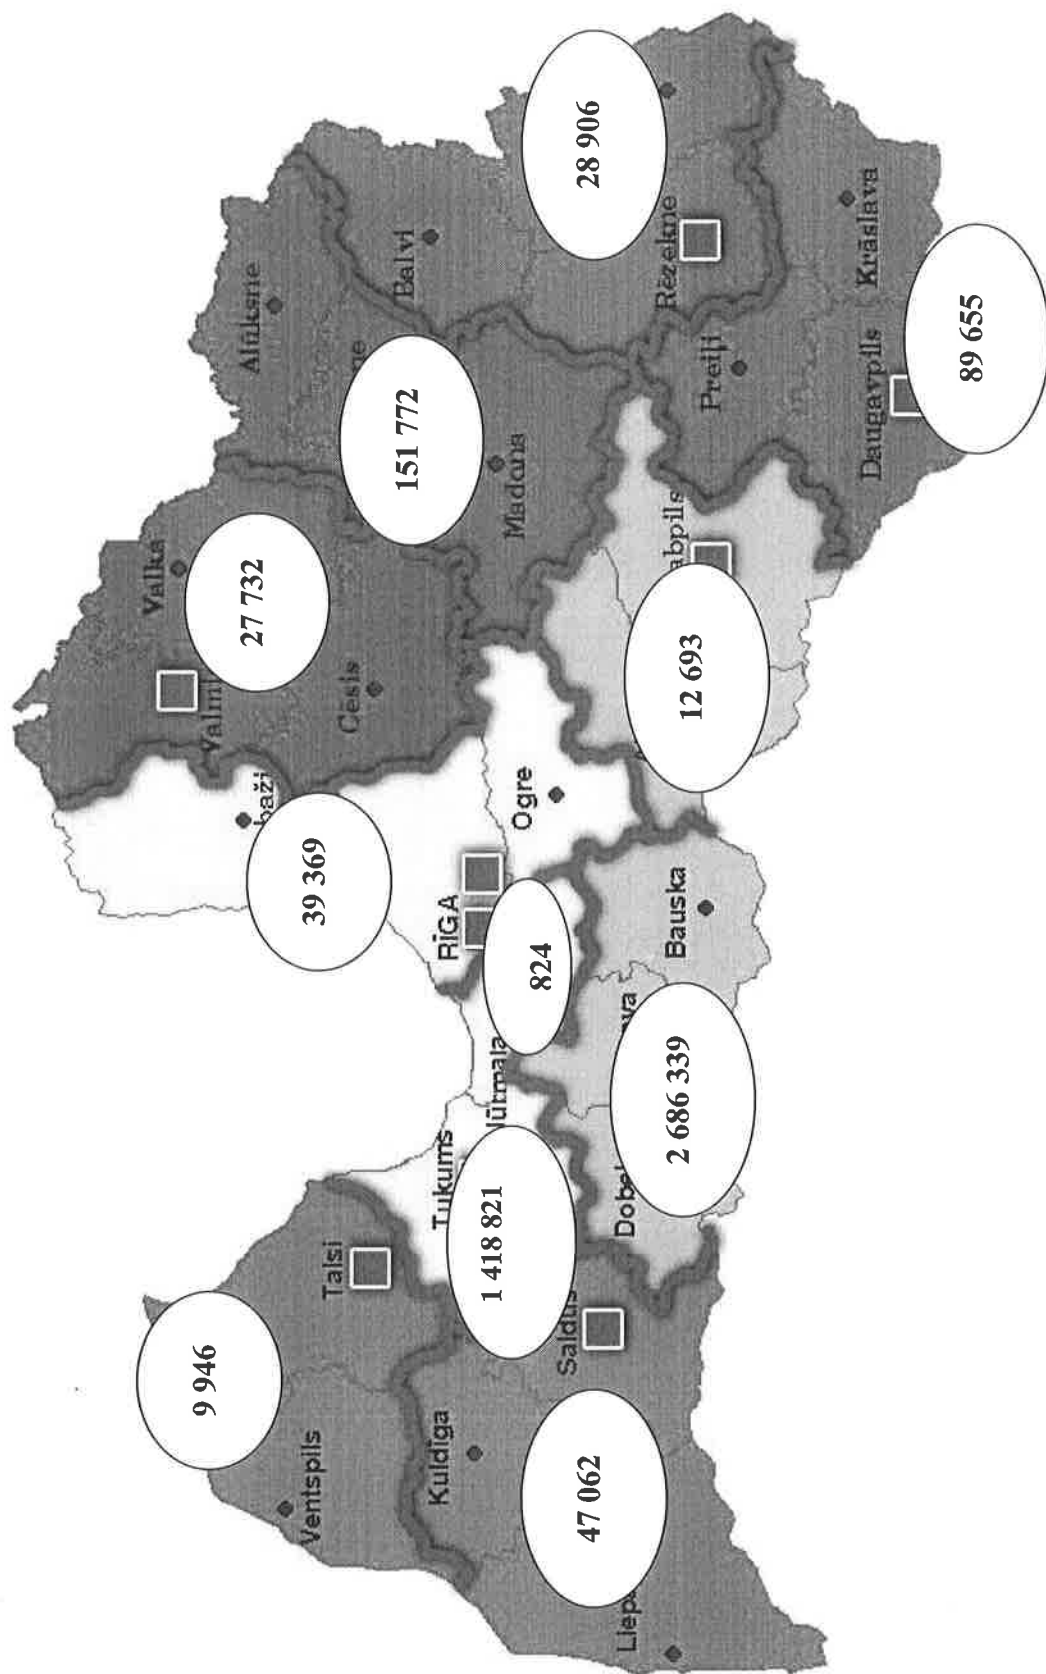 9 946
Ventspils
Talsi
Kuldīga
47 062
Saldus
Tukums
1 418 821
2 686 339
Bauska
824
RĪGA
39 369
Ogre
Valka
27 732
Cēsis
12 693
Alūksne
Balvi
151 772
Madona
28 906
Rēzekne
Preiļi
Krāslava
Daugavpils
89 655